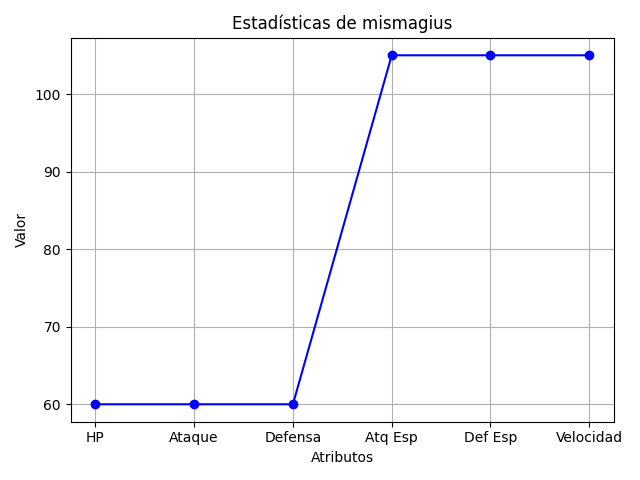 Estadísticas de mismagius
Valor
100
90
80
70
60
HP Ataque Defensa Atq Esp Def Esp Velocidad
Atributos